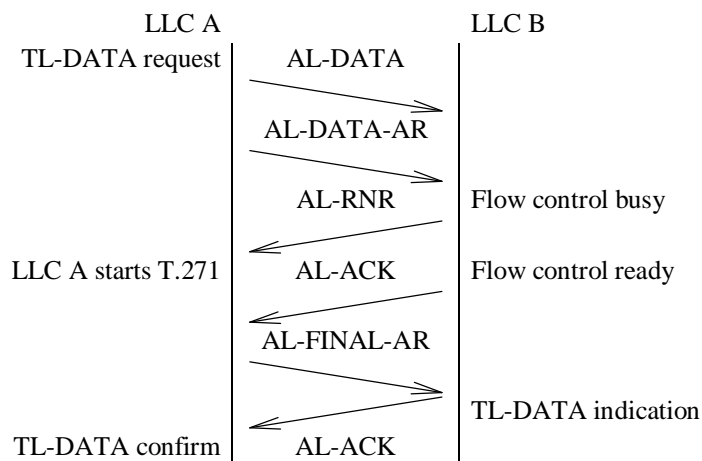 LLC A LLC B
TL-DATA request AL-DATA
AL-DATA-AR
AL-RNR Flow control busy
LLC A starts T.271 AL-ACK Flow control ready
AL-FINAL-AR
TL-DATA indication
TL-DATA confirm AL-ACK